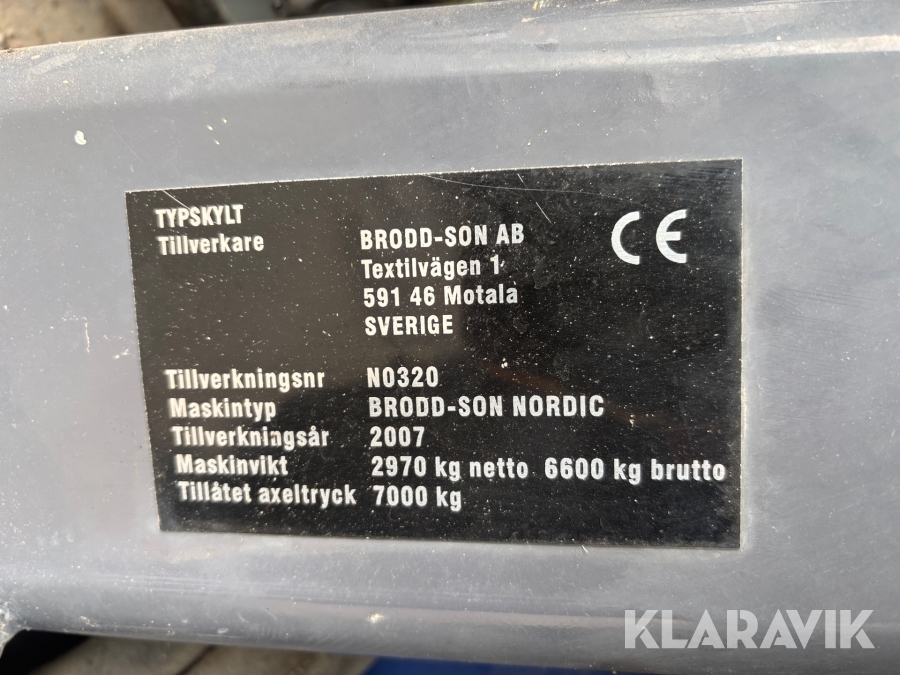 TYPSKYLT
Tillverkare BRODD-SON AB CE
Textilvägen 1
591 46 Motala
SVERIGE
Tillverkningsnr N0320
Maskintyp BRODD-SON NORDIC
Tillverkningsår 2007
Maskinvikt 2970 kg netto 6600 kg brutto
Tillåtet axeltryck 7000 kg
KLARAVIK